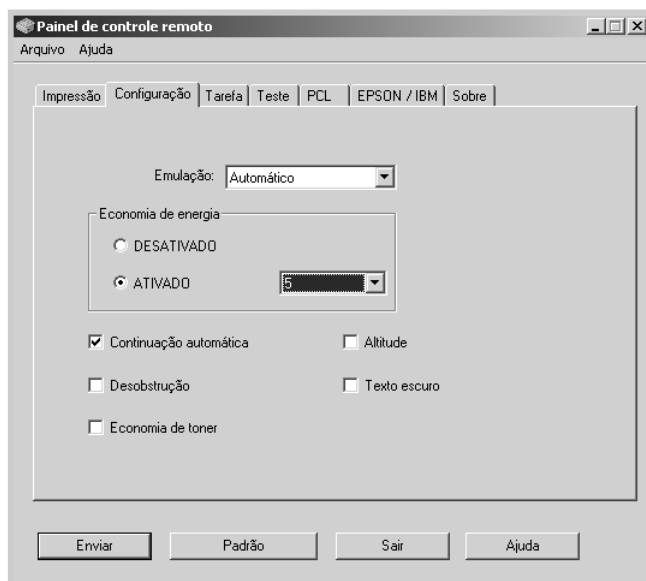 Painel de controle remoto
Arquivo Ajuda
Impressão Configuração Tarefa Teste PCL EPSON / IBM Sobre
Emulação: Automático
Economia de energia
DESATIVADO
ATIVADO 5
Continuação automática Altitude
Desobstrução Texto escuro
Economia de toner
Enviar Padrão Sair Ajuda